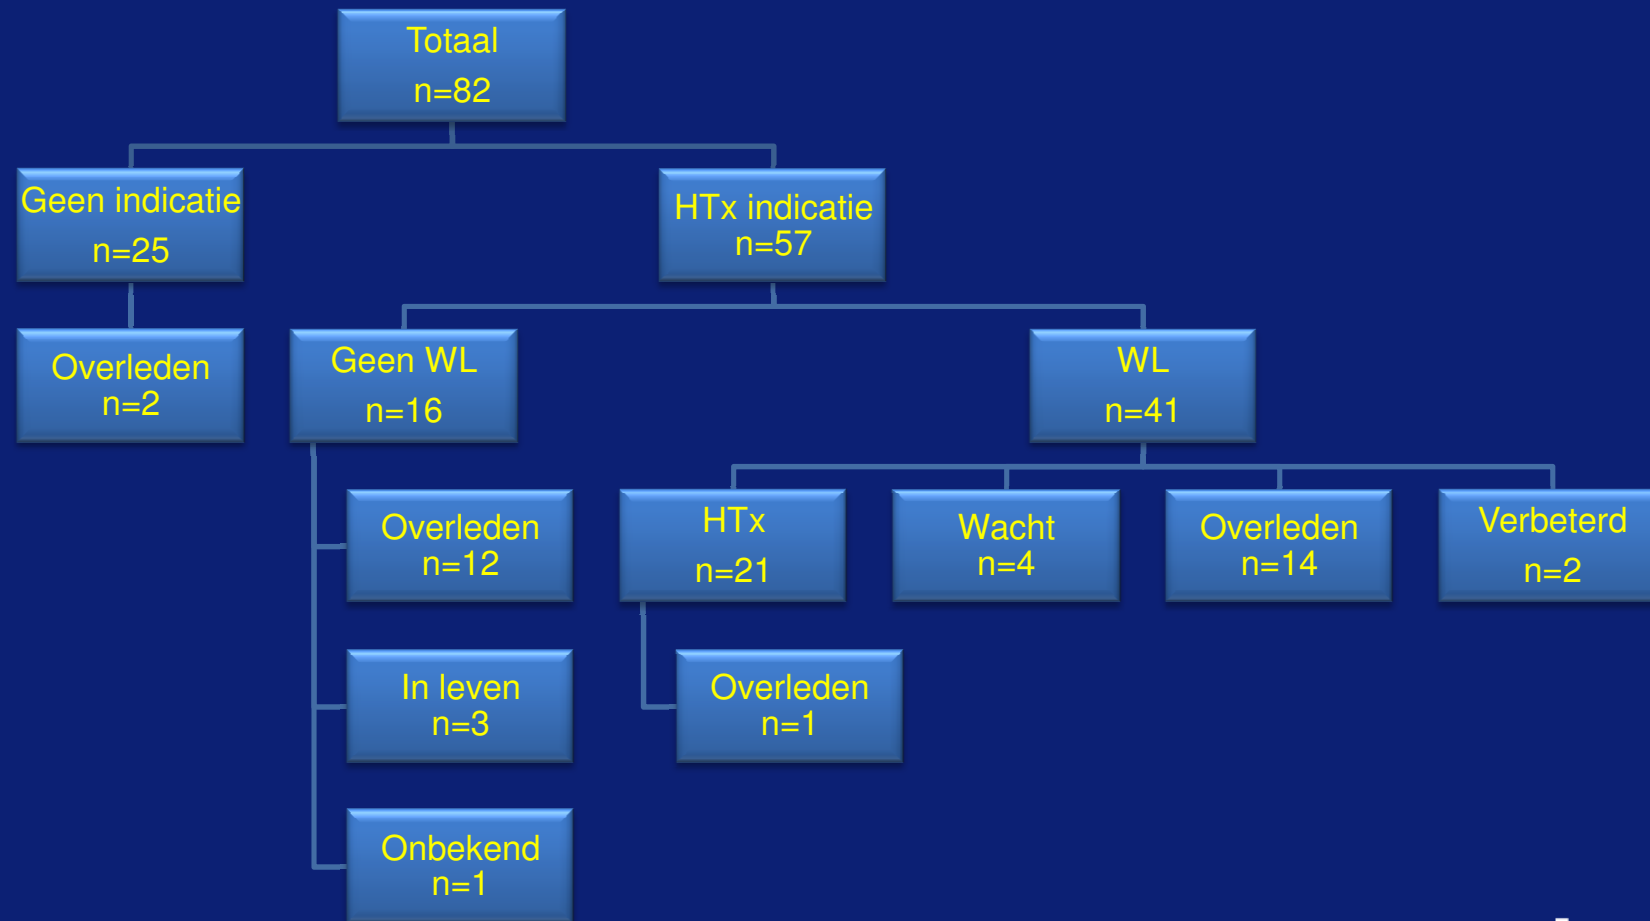 Totaal
n=82
Geen indicatie
n=25
HTx indicatie
n=57
Overleden
n=2
Geen WL
n=16
WL
n=41
Overleden
n=12
HTx
n=21
Wacht
n=4
Overleden
n=14
Verbeterd
n=2
In leven
n=3
Overleden
n=1
Onbekend
n=1